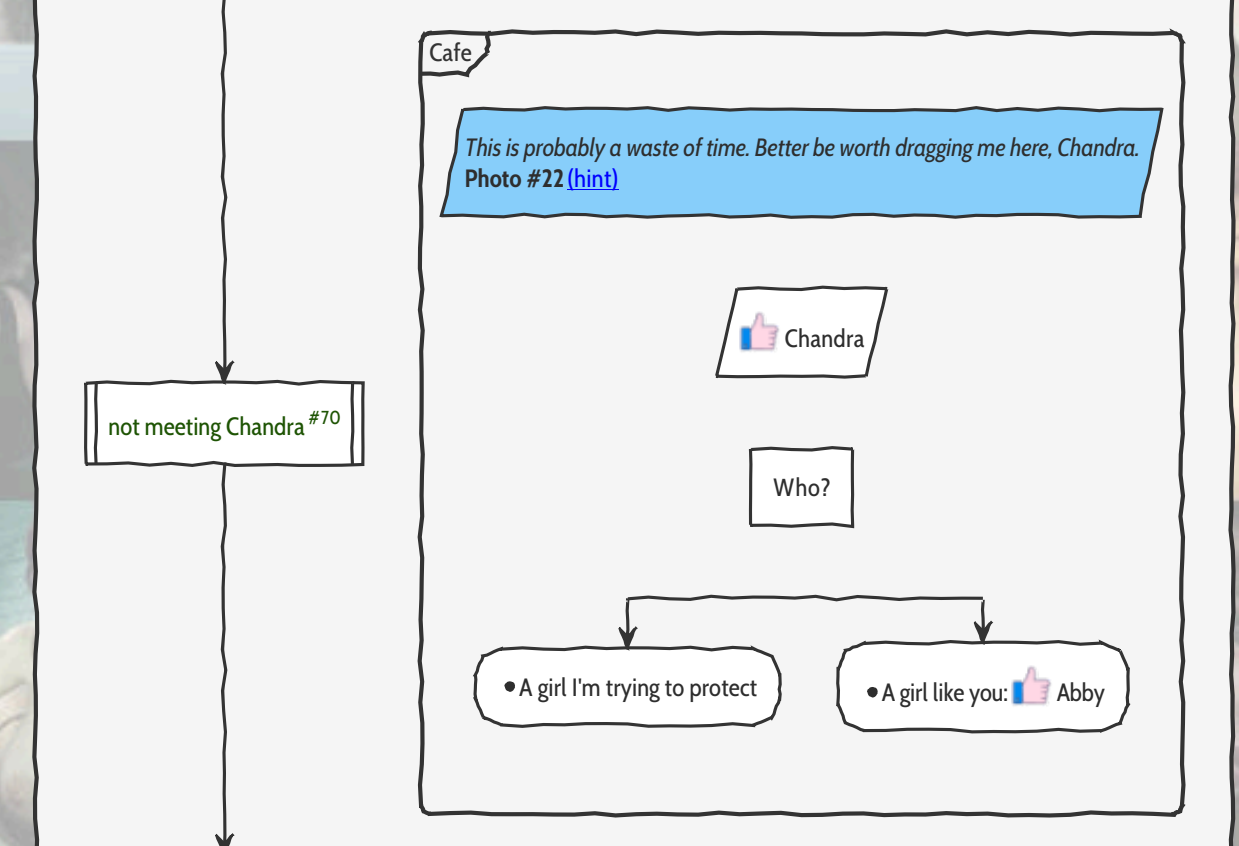 Cafe
This is probably a waste of time. Better be worth dragging me here, Chandra.
Photo #22 (hint)
Chandra
not meeting Chandra #70
Who?
•A girl I'm trying to protect
•A girl like you: Abby